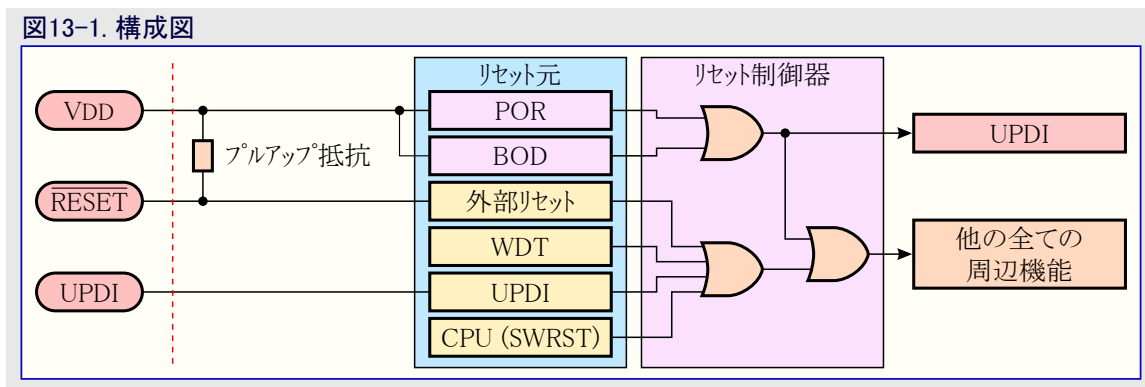 図13-1. 構成図
リセット元
リセット制御器
VDD
POR
UPDI
BOD
プルアップ抵抗
RESET
外部リセット
WDT
他の全ての
周辺機能
UPDI
UPDI
CPU (SWRST)